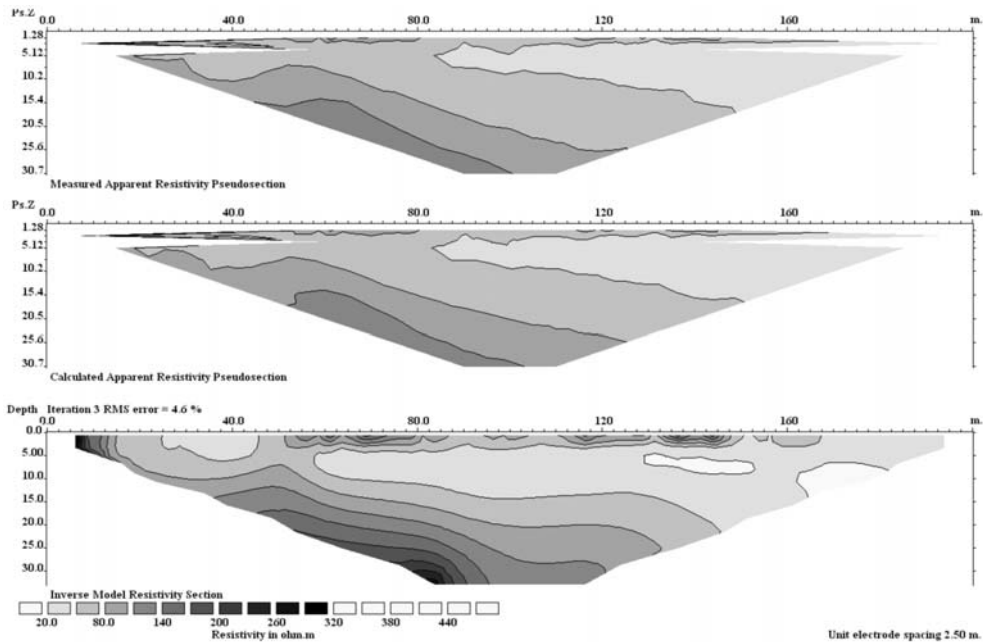 Ps.Z 0.0 40.0 80.0 120 160 m.
1.28
5.12
10.2
15.4
20.5
25.6
30.7
Measured Apparent Resistivity Pseudosection
Ps.Z 0.0 40.0 80.0 120 160 m.
1.28
5.12
10.2
15.4
20.5
25.6
30.7
Calculated Apparent Resistivity Pseudosection
Depth Iteration 3 RMS error = 4.6 %
0.0 40.0 80.0 120 160 m.
0.0
5.00
10.0
15.0
20.0
25.0
30.0
Inverse Model Resistivity Section
20.0 80.0 140 200 260 320 380 440
Resistivity in ohm.m
Unit electrode spacing 2.50 m.